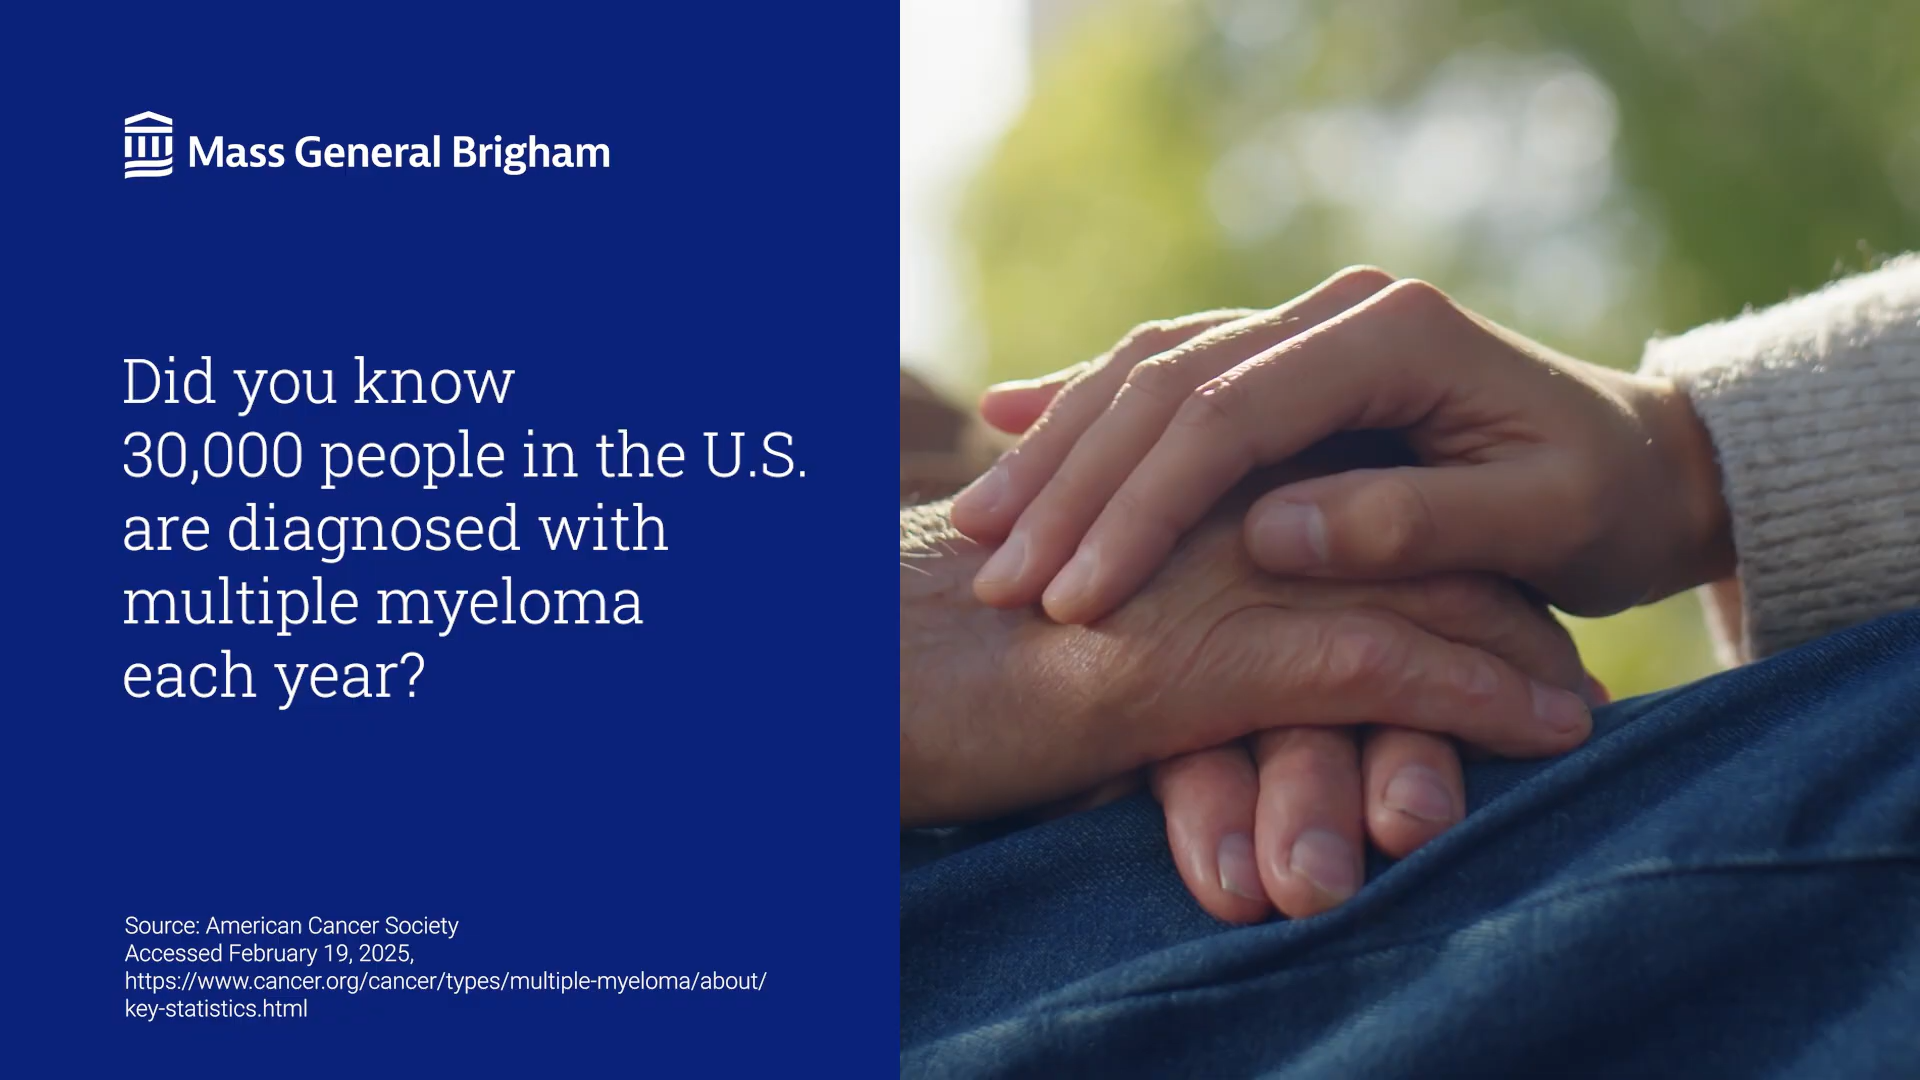 Mass General Brigham
Did you know
30,000 people in the U.S.
are diagnosed with
multiple myeloma
each year?
Source: American Cancer Society
Accessed February 19, 2025,
https://www.cancer.org/cancer/types/multiple-myeloma/about/
key-statistics.html